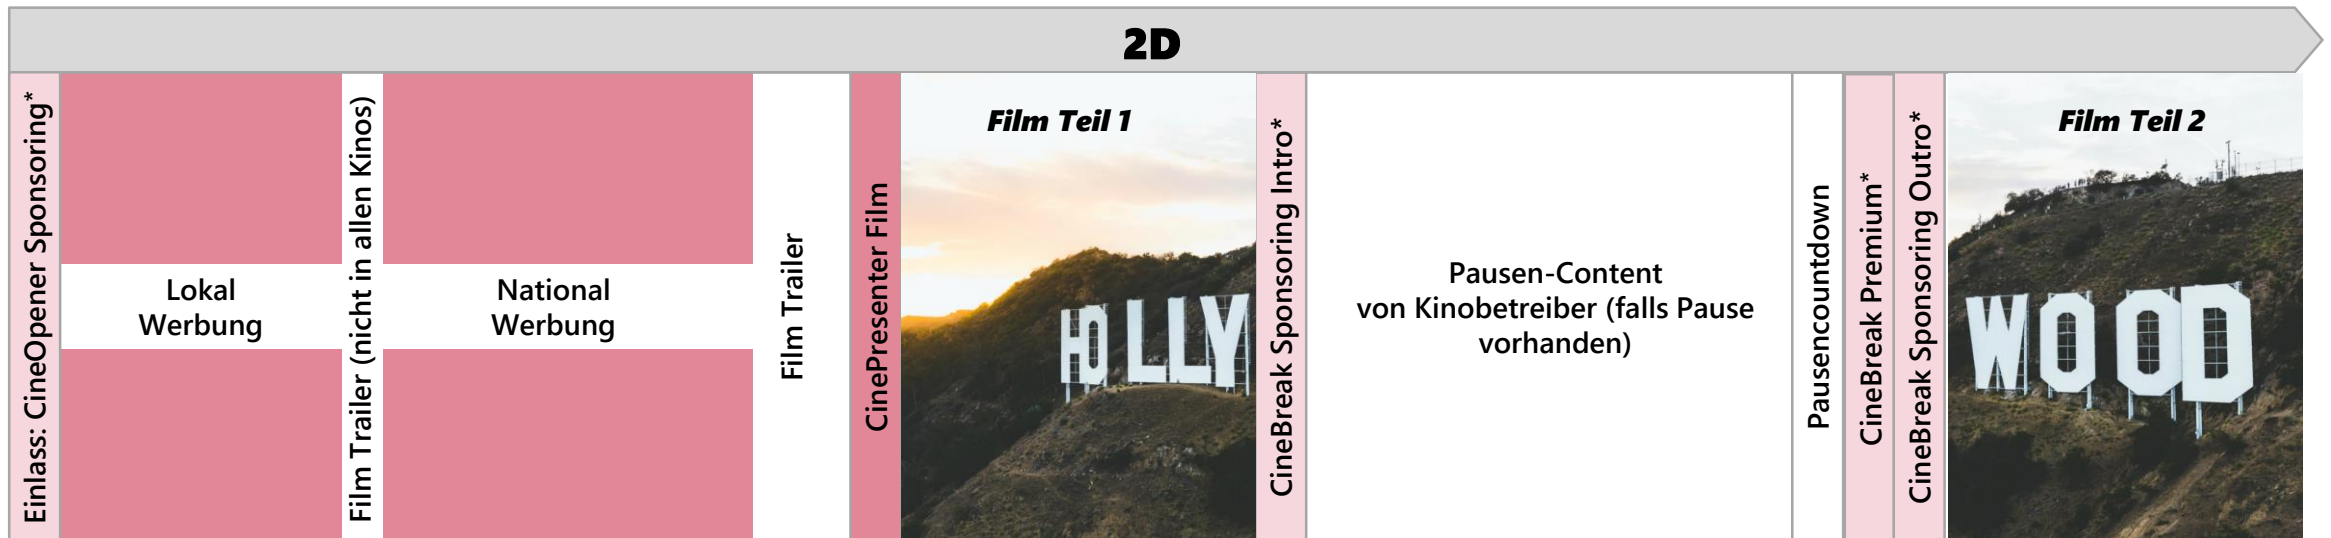 2D
Einlass: CineOpener Sponsoring*
Lokal
Werbung
Film Trailer (nicht in allen Kinos)
National
Werbung
Film Trailer
CinePresenter Film
Film Teil 1
HOLLY
CineBreak Sponsoring Intro*
Pausen-Content
von Kinobetreiber (falls Pause
vorhanden)
Pausencountdown
CineBreak Premium*
CineBreak Sponsoring Outro*
Film Teil 2
WOOD